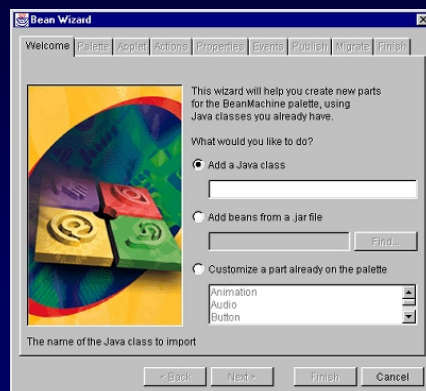 Bean Wizard
Welcome Palette Applet Actions Properties Events Publish Migrate Finish
This wizard will help you create new parts
for the BeanMachine palette, using
Java classes you already have.
What would you like to do?
Add a Java class
Add beans from a .jar file
Find...
Customize a part already on the palette
Animation
Audio
Button
The name of the Java class to import
< Back Next > Finish Cancel